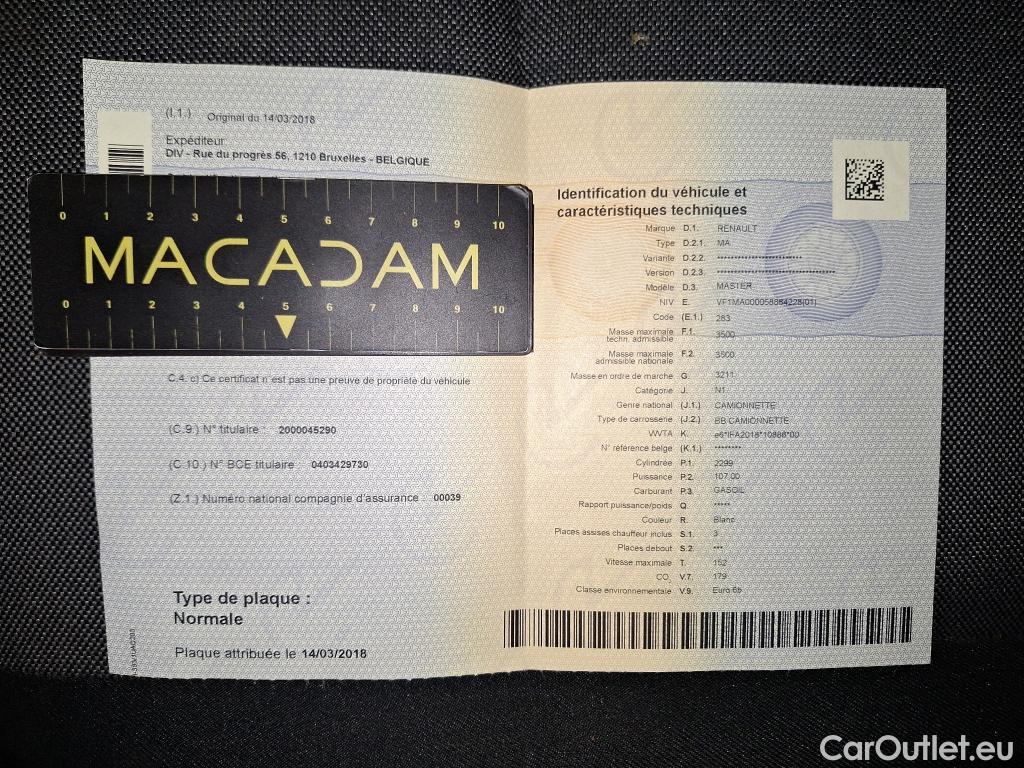 (I.1.) Original du 14/03/2018
Expéditeur:
DIV - Rue du progrès 56, 1210 Bruxelles - BELGIQUE
0 1 2 3 4 5 6 7 8 9 10
MACADAM
0 1 2 3 4 5 6 7 8 9 10
C.4. c) Ce certificat n est pas une preuve de propriété du véhicule
(C.9.) N° titulaire : 2000045290
(C.10.) N° BCE titulaire : 0403429730
(Z.1.) Numéro national compagnie d'assurance : 00039
Type de plaque :
Normale
Plaque attribuée le 14/03/2018
Identification du véhicule et
caractéristiques techniques
Marque D.1. RENAULT
Type D.2.1. MA
Variante D.2.2. *************************
Version D.2.3. ***********************************
Modèle D.3. MASTER
NIV E. VF1MA000058884228(01)
Code (E.1.) 283
Masse maximale
techn. admissible F.1. 3500
Masse maximale
admissible nationale F.2. 3500
Masse en ordre de marche G. 3211
Catégorie J. N1
Genre national (J.1.) CAMIONNETTE
Type de carrosserie (J.2.) BB CAMIONNETTE
WVTA K. e6*IFA2018*10888*00
N° référence belge (K.1.) ********
Cylindrée P.1. 2299
Puissance P.2. 107.00
Carburant P.3. GASOIL
Rapport puissance/poids Q. *****
Couleur R. Blanc
Places assises chauffeur inclus S.1. 3
Places debout S.2. ***
Vitesse maximale T. 152
CO2 V.7. 179
Classe environnementale V.9. Euro 6b
CarOutlet.eu